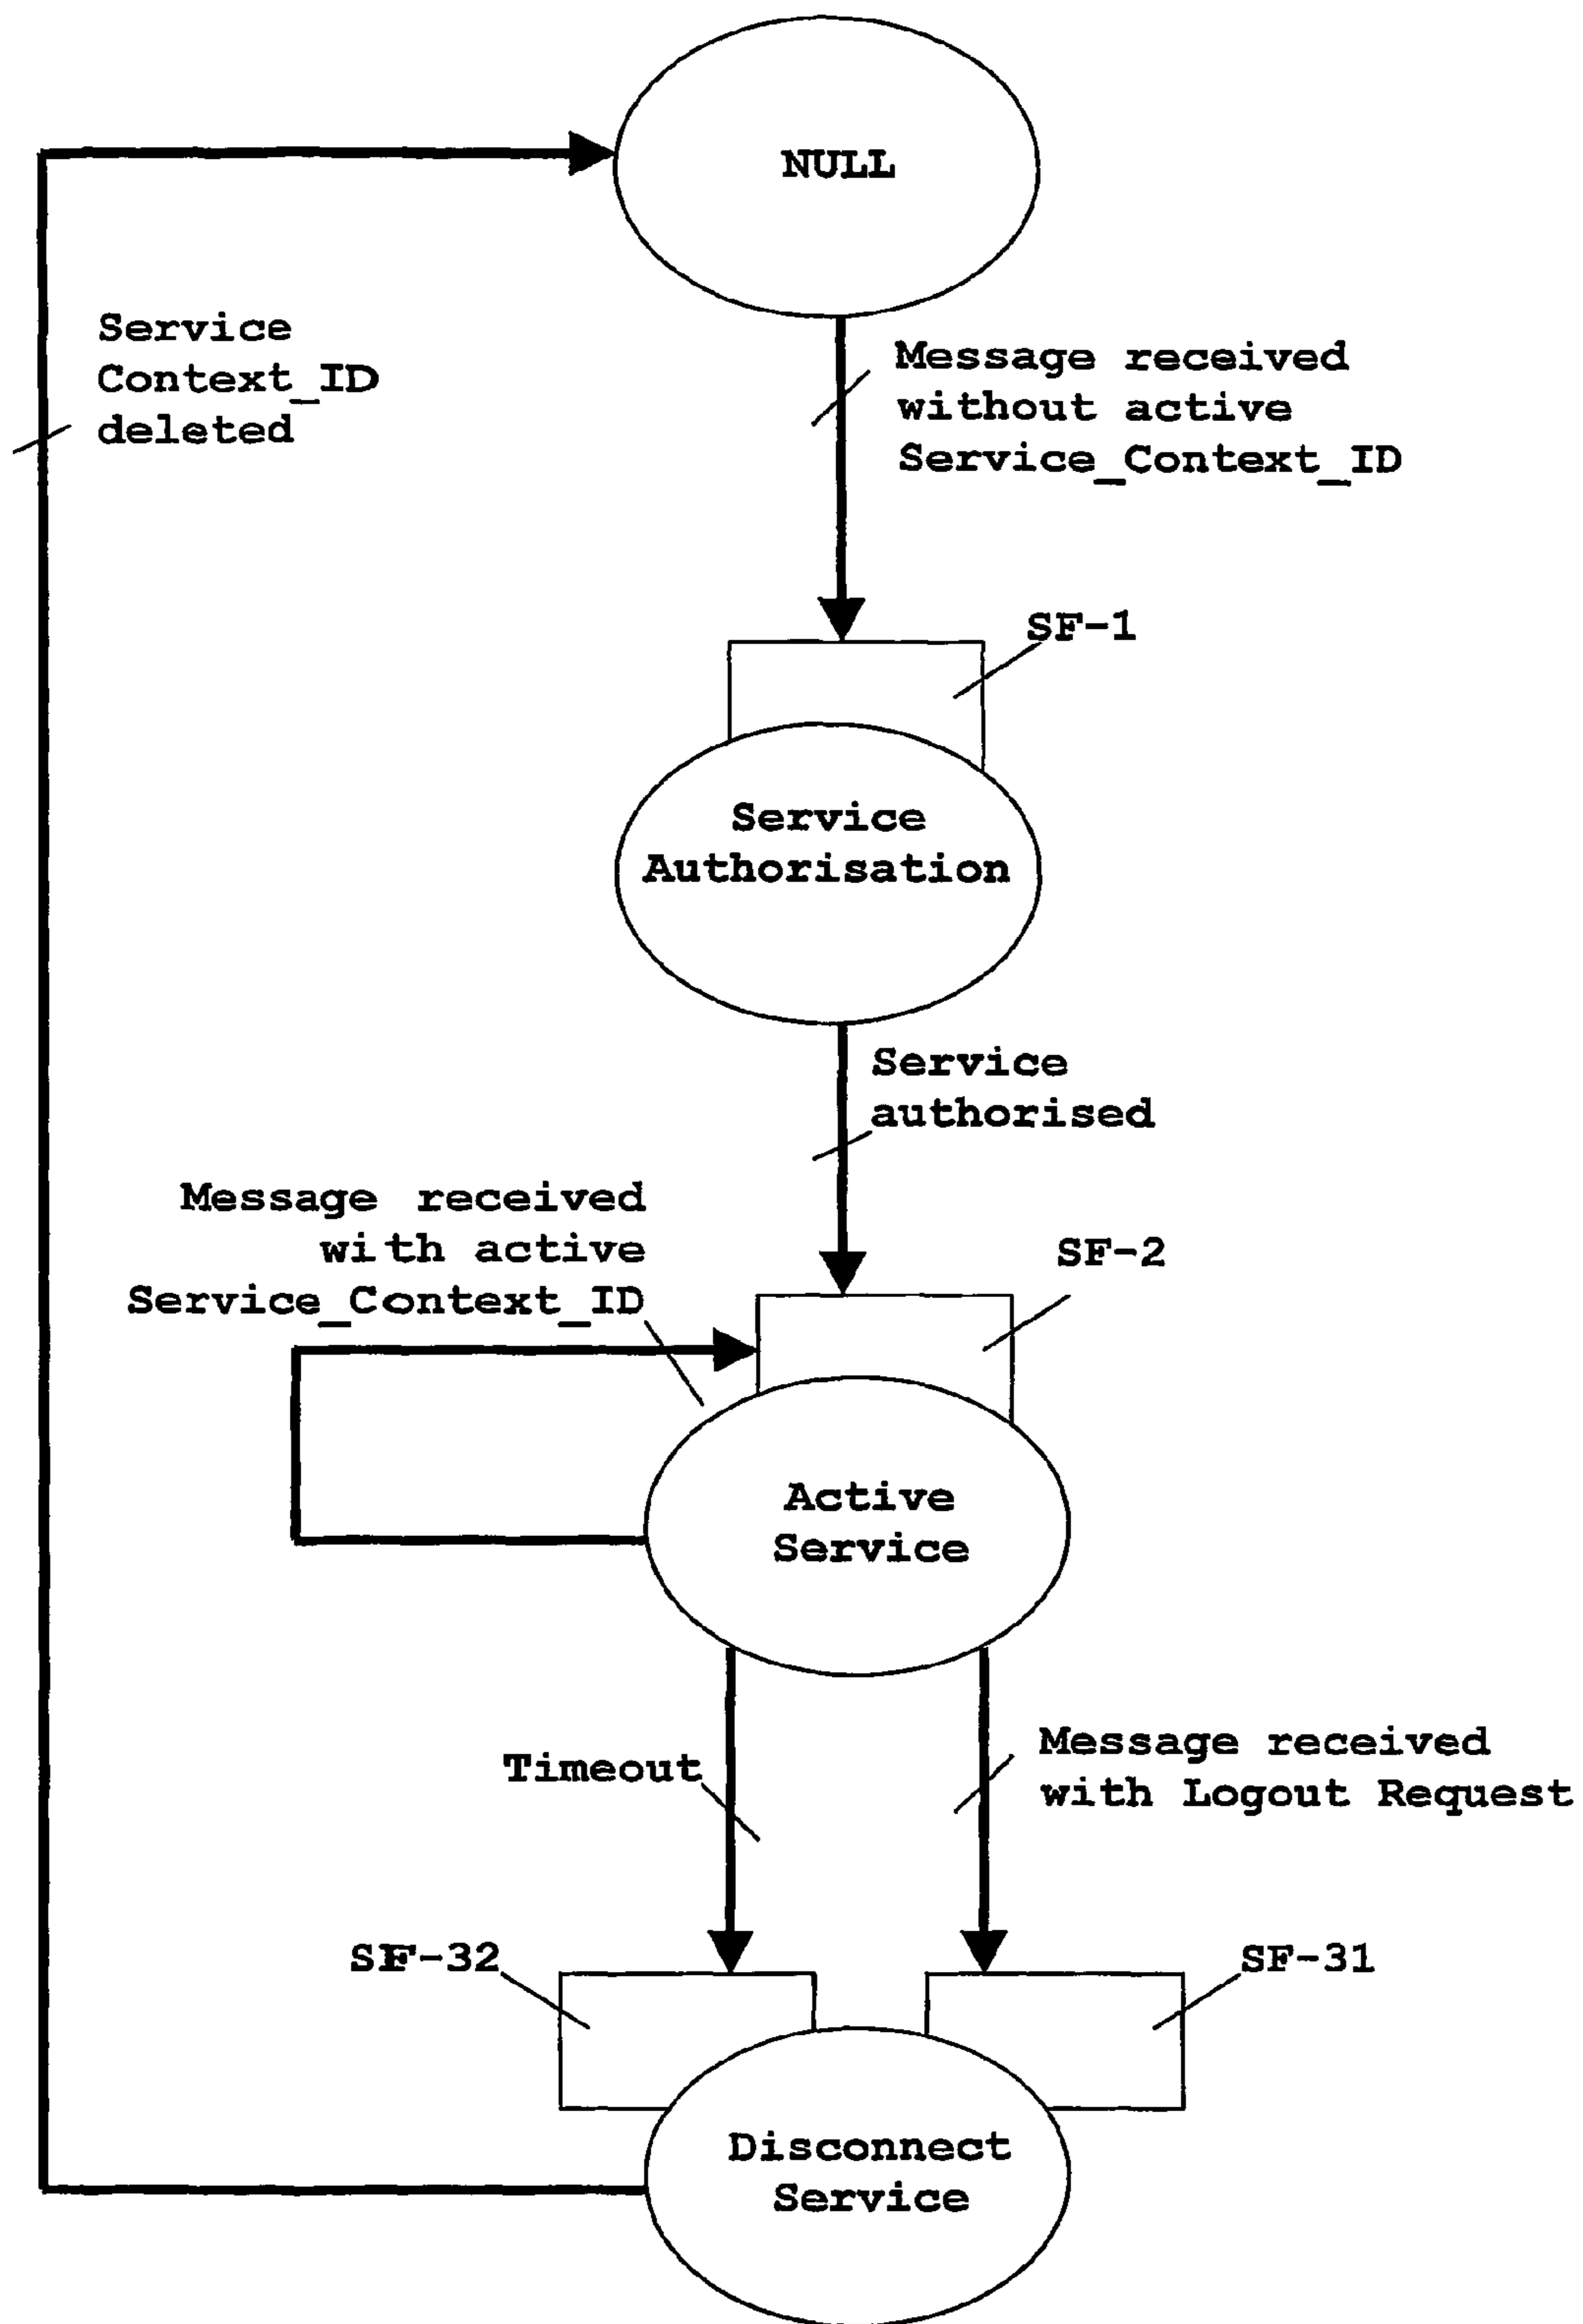 NULL
Service
Context_ID
deleted
Message received
without active
Service_Context_ID
SF-1
Service
Authorisation
Service
authorised
Message received
with active
Service_Context_ID
SF-2
Active
Service
Timeout
Message received
with Logout Request
SF-32
SF-31
Disconnect
Service